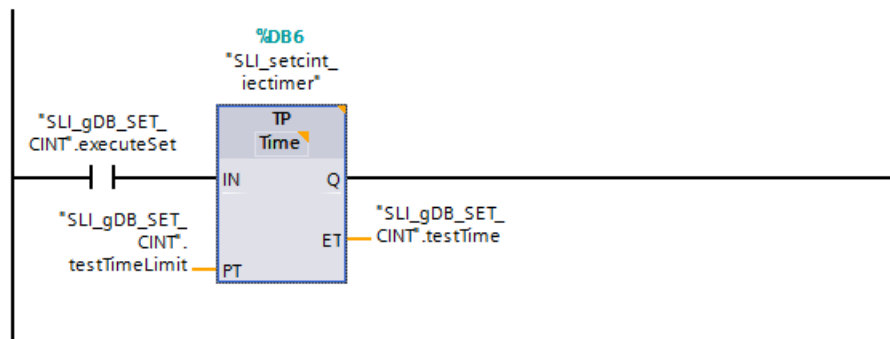 %DB6
"SLI_setcint_
iectimer"
TP
Time
"SLI_gDB_SET_
CINT".executeSet
IN
Q
"SLI_gDB_SET_
CINT".
testTimeLimit
PT
ET
"SLI_gDB_SET_
CINT".testTime